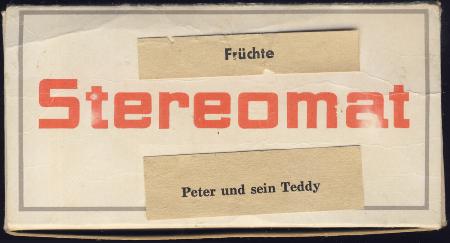 Früchte
Stereomat
Peter und sein Teddy